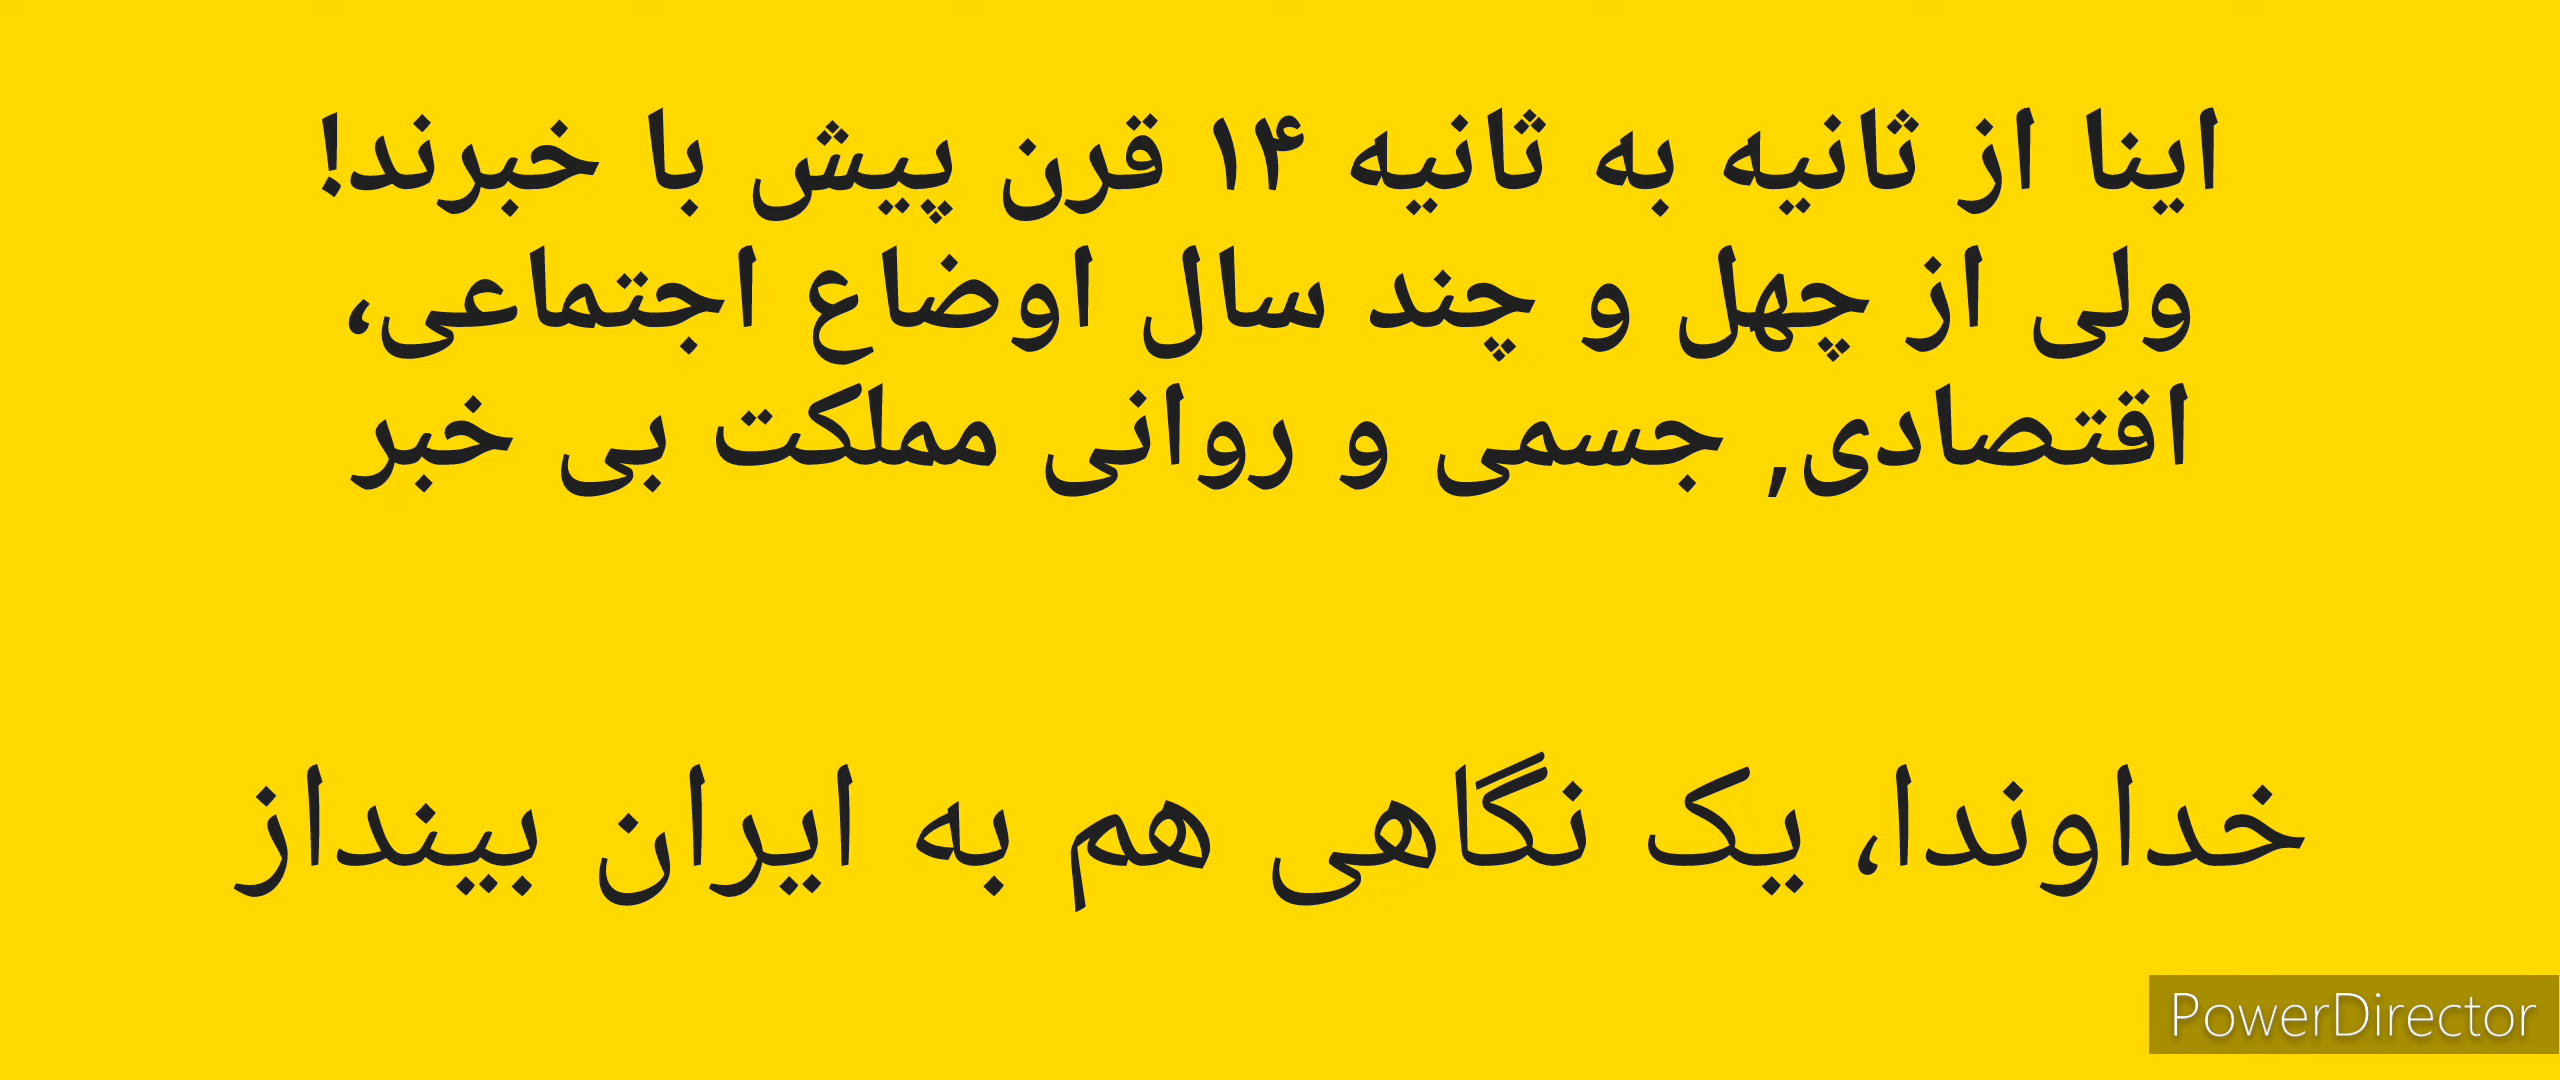 اینا از ثانیه به ثانیه ۱۴ قرن پیش با خبرند!
ولی از چهل و چند سال اوضاع اجتماعی،
اقتصادی, جسمی و روانی مملکت بی خبر
خداوندا، یک نگاهی هم به ایران بینداز
PowerDirector